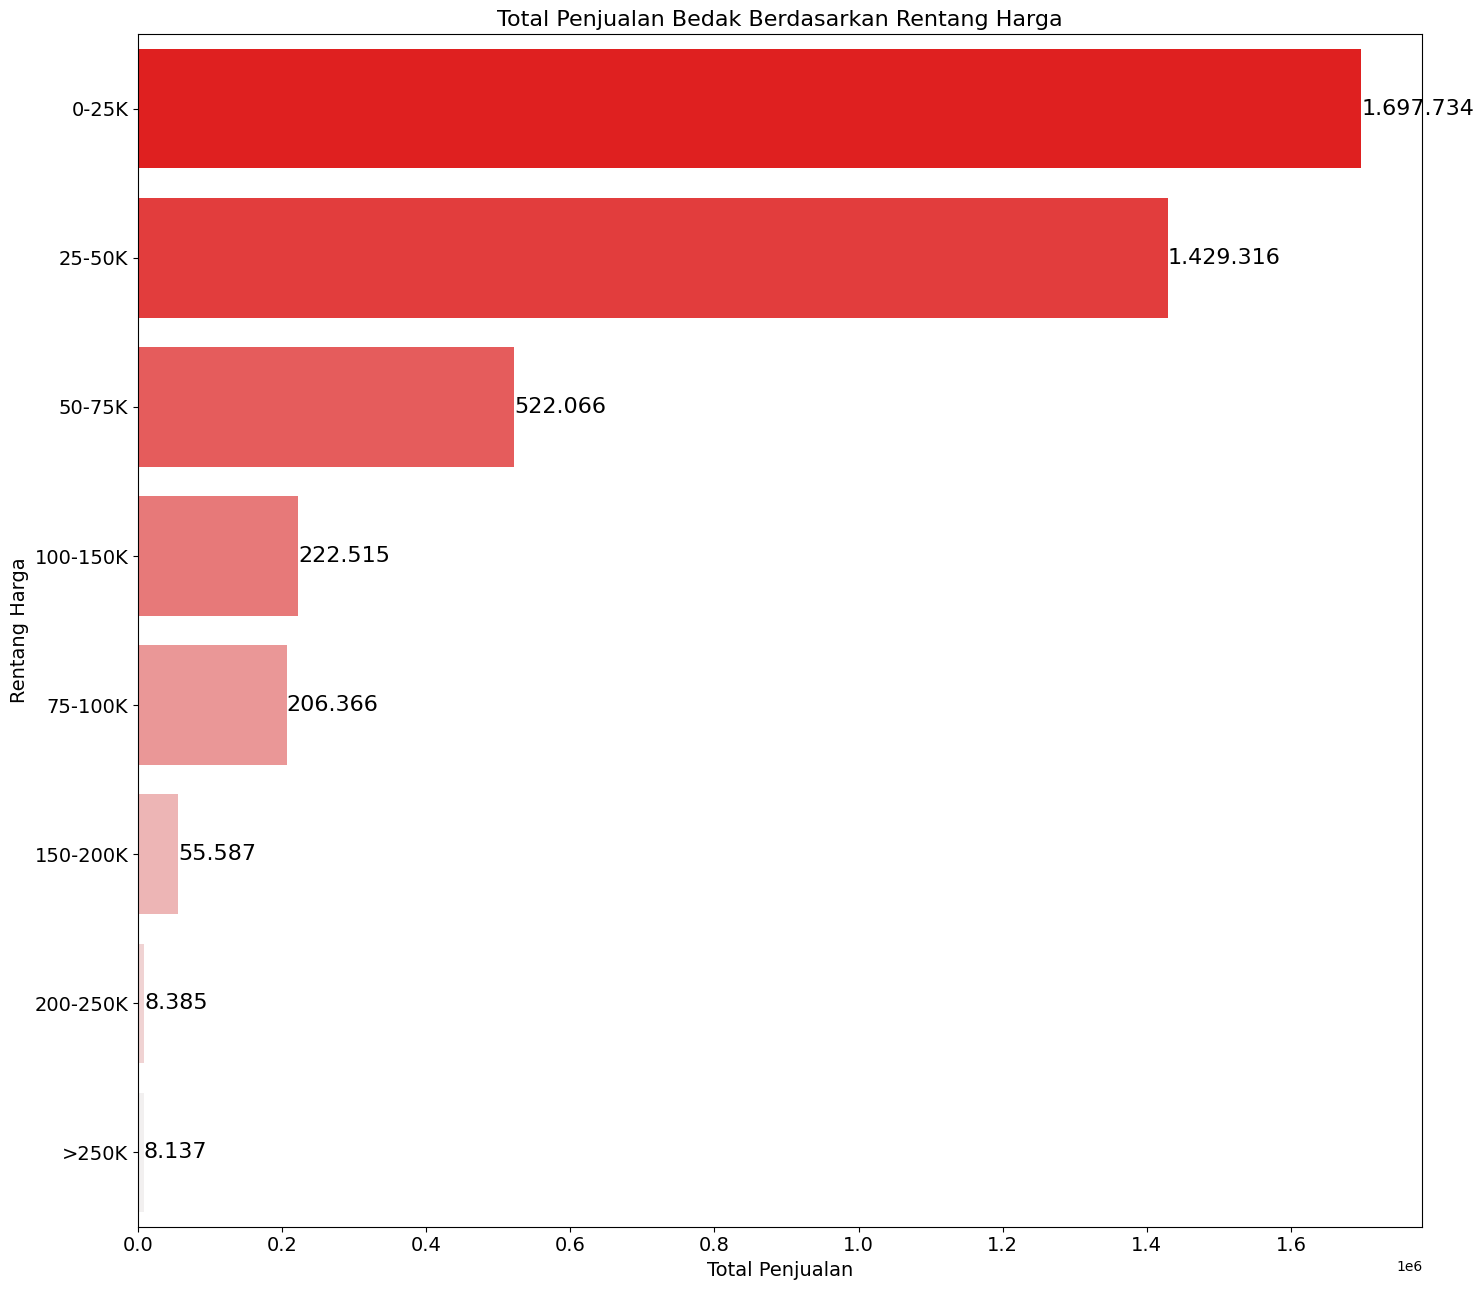 Total Penjualan Bedak Berdasarkan Rentang Harga
Rentang Harga
0-25K
1.697.734
25-50K
1.429.316
50-75K
522.066
100-150K
222.515
75-100K
206.366
150-200K
55.587
200-250K
8.385
>250K
8.137
0.0 0.2 0.4 0.6 0.8 1.0 1.2 1.4 1.6
1e6
Total Penjualan